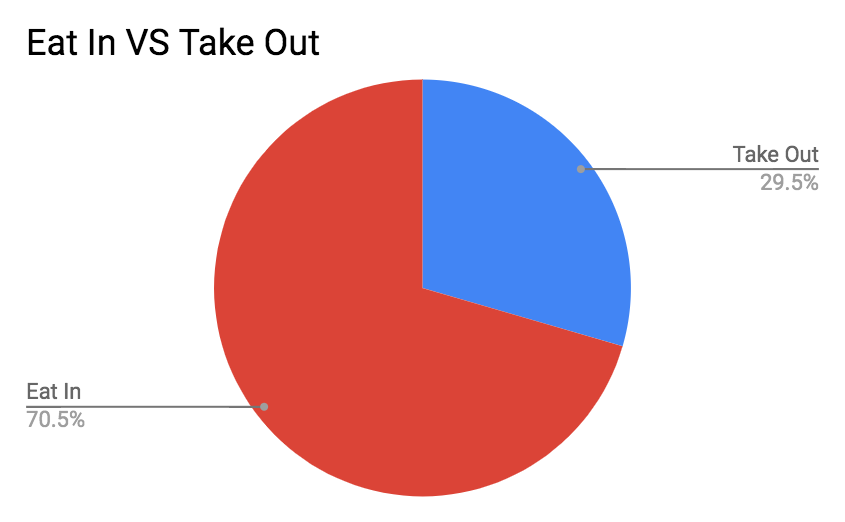 Eat In VS Take Out
Take Out
29.5%
Eat In
70.5%